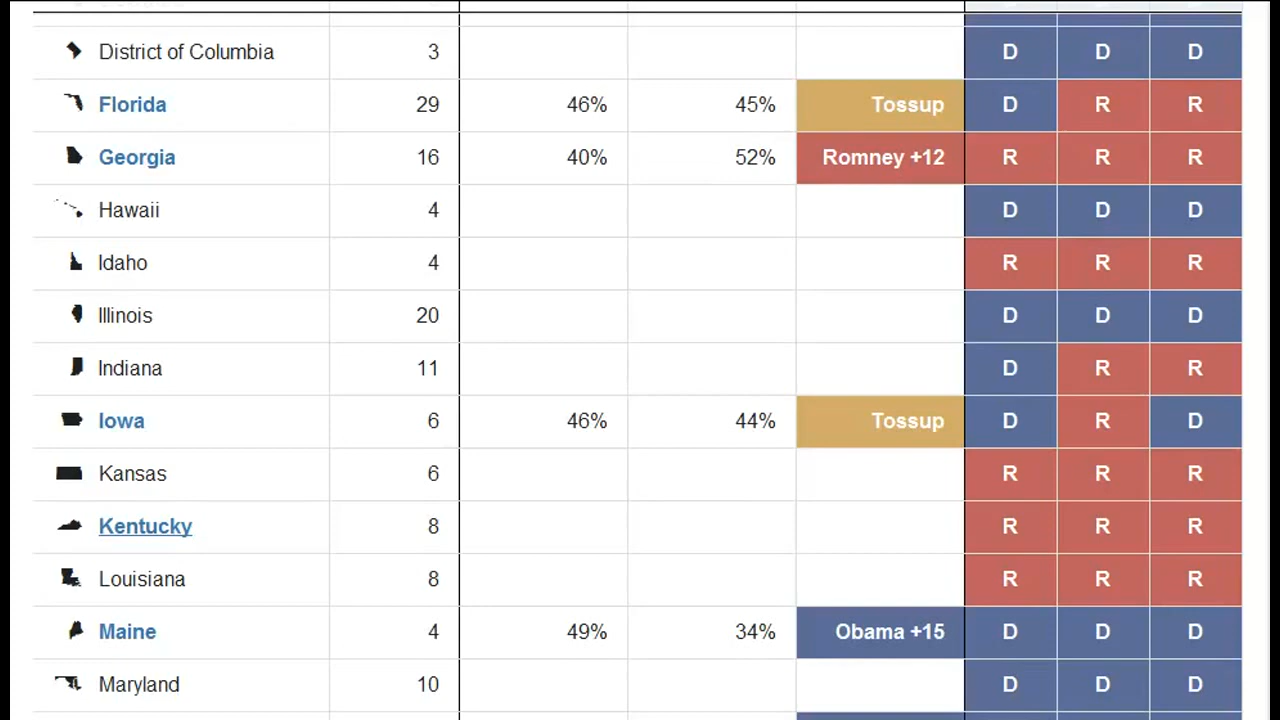 District of Columbia 3 D D D
Florida 29 46% 45% Tossup D R R
Georgia 16 40% 52% Romney +12 R R R
Hawaii 4 D D D
Idaho 4 R R R
Illinois 20 D D D
Indiana 11 D R R
Iowa 6 46% 44% Tossup D R D
Kansas 6 R R R
Kentucky 8 R R R
Louisiana 8 R R R
Maine 4 49% 34% Obama +15 D D D
Maryland 10 D D D